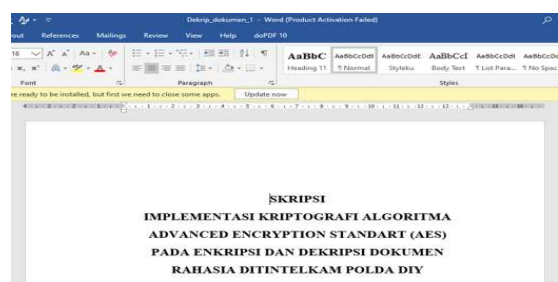 Dekrip_dokumen_1 - Word (Product Activation Failed)
out References Mailings Review View Help doPDF 10
16 A A Aa A
x, x² A A
AaBbC AaBbCcDdI AaBbCcDdI AaBbCcI AaBbCcDdI AaBbCcDd
Heading 11 ¶ Normal Styleku Body Text ¶ List Para... ¶ No Spac
Font Paragraph Styles
re ready to be installed, but first we need to close some apps. Update now
SKRIPSI
IMPLEMENTASI KRIPTOGRAFI ALGORITMA
ADVANCED ENCRYPTION STANDART (AES)
PADA ENKRIPSI DAN DEKRIPSI DOKUMEN
RAHASIA DITINTELKAM POLDA DIY